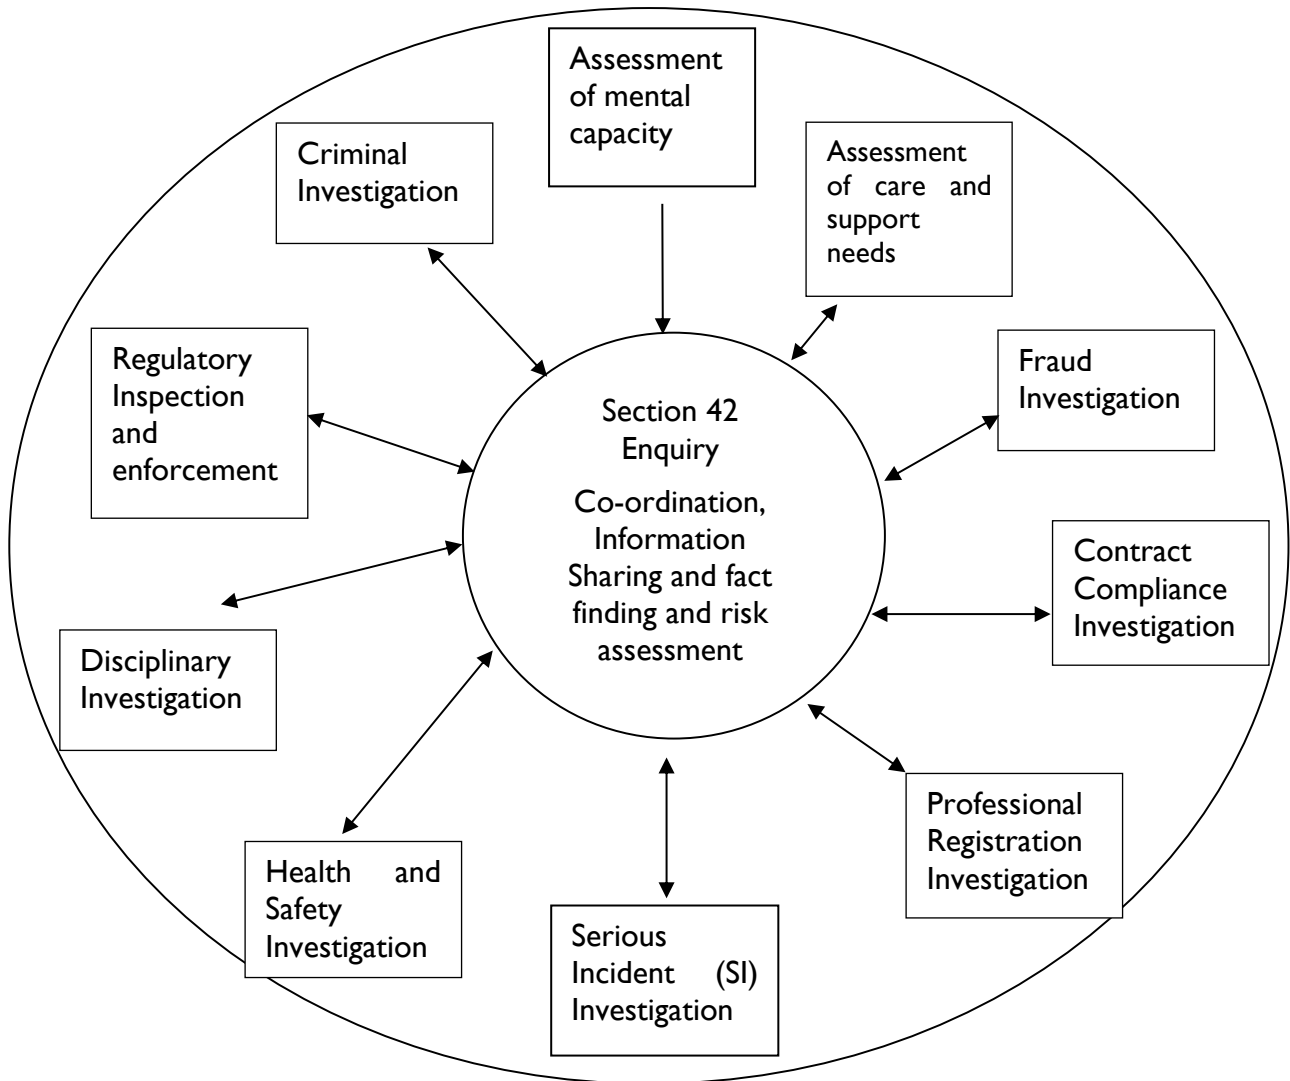 Assessment
of mental
capacity
Criminal
Investigation
Assessment
of care and
support
needs
Regulatory
Inspection
and
enforcement
Fraud
Investigation
Section 42
Enquiry
Co-ordination,
Information
Sharing and fact
finding and risk
assessment
Contract
Compliance
Investigation
Disciplinary
Investigation
Professional
Registration
Investigation
Health and
Safety
Investigation
Serious
Incident (SI)
Investigation